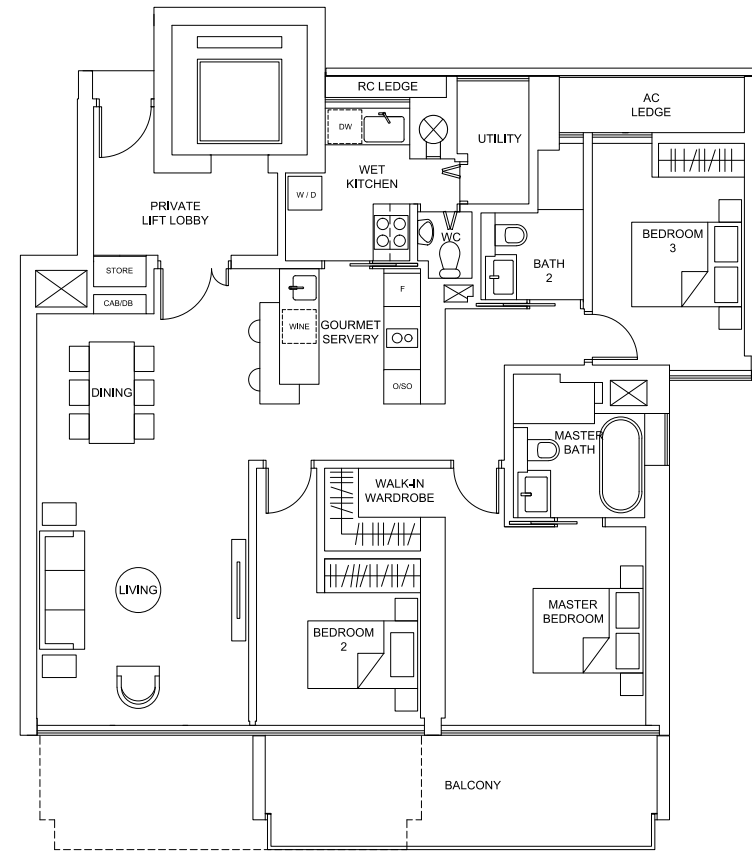 RC LEDGE
AC
LEDGE
DW
UTILITY
WET
KITCHEN
W / D
PRIVATE
LIFT LOBBY
WC
BATH
2
BEDROOM
3
STORE
CAB/DB
F
WINE
GOURMET
SERVERY
O/SO
DINING
MASTER
BATH
WALK-IN
WARDROBE
LIVING
BEDROOM
2
MASTER
BEDROOM
BALCONY